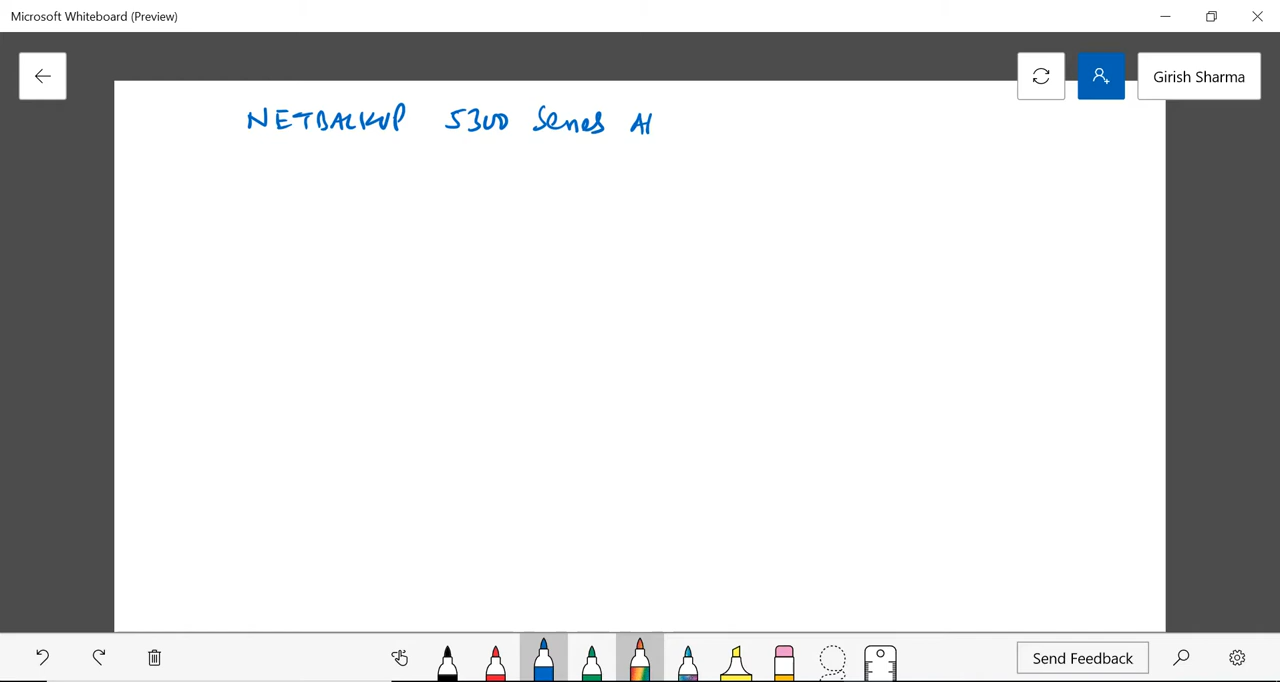 Microsoft Whiteboard (Preview)
Girish Sharma
NETBACKUP 5300 Series
Send Feedback